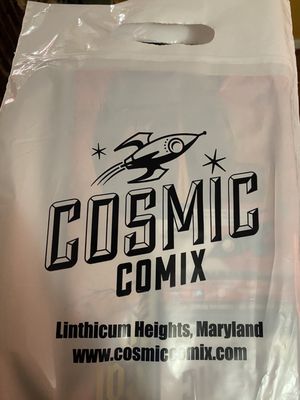 COSMIC
COMIX
Linthicum Heights, Maryland
www.cosmiccomix.com